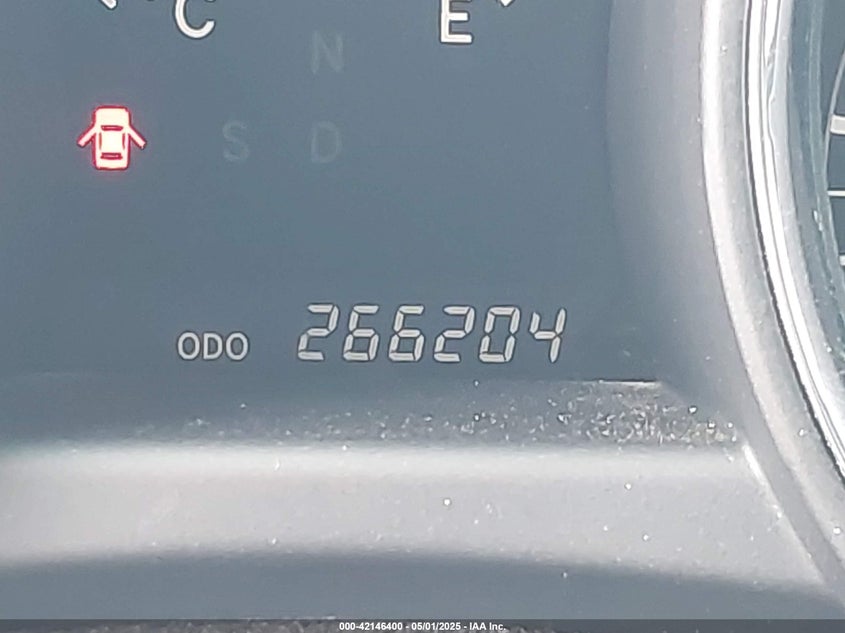 C E
N
S D
ODO 266204
000-42146400 - 05/01/2025 - IAA Inc.